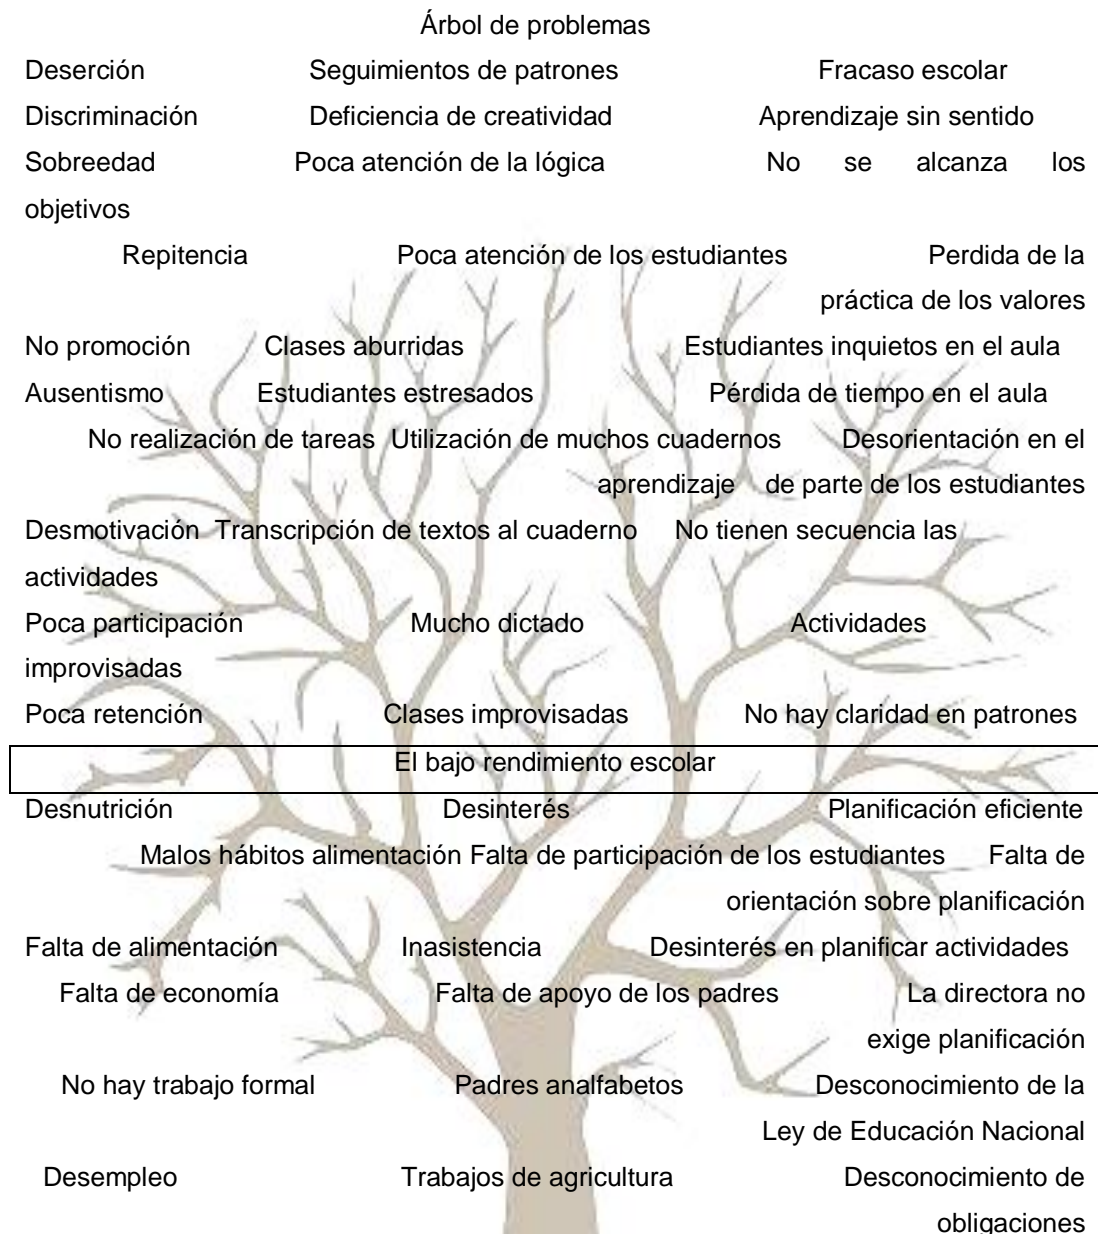 Árbol de problemas
Deserción Seguimientos de patrones Fracaso escolar
Discriminación Deficiencia de creatividad Aprendizaje sin sentido
Sobreedad Poca atención de la lógica No se alcanza los
objetivos
Repitencia Poca atención de los estudiantes Perdida de la
práctica de los valores
No promoción Clases aburridas Estudiantes inquietos en el aula
Ausentismo Estudiantes estresados Pérdida de tiempo en el aula
No realización de tareas Utilización de muchos cuadernos Desorientación en el
aprendizaje de parte de los estudiantes
Desmotivación Transcripción de textos al cuaderno No tienen secuencia las
actividades
Poca participación Mucho dictado Actividades
improvisadas
Poca retención Clases improvisadas No hay claridad en patrones
El bajo rendimiento escolar
Desnutrición Desinterés Planificación eficiente
Malos hábitos alimentación Falta de participación de los estudiantes Falta de
orientación sobre planificación
Falta de alimentación Inasistencia Desinterés en planificar actividades
Falta de economía Falta de apoyo de los padres La directora no
exige planificación
No hay trabajo formal Padres analfabetos Desconocimiento de la
Ley de Educación Nacional
Desempleo Trabajos de agricultura Desconocimiento de
obligaciones